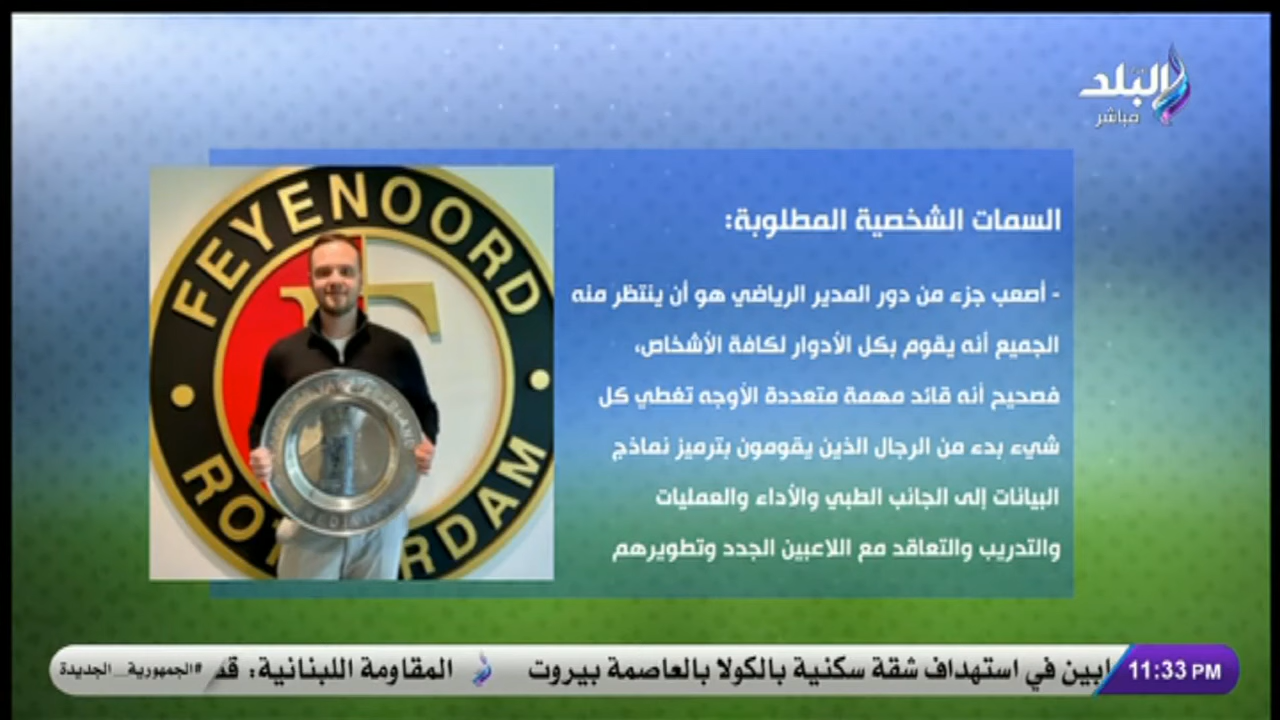 البلد
مباشر
السمات الشخصية المطلوبة:
- أصعب جزء من دور المدير الرياضي هو أن ينتظر منه
الجميع أنه يقوم بكل الأدوار لكافة الأشخاص،
فصحيح أنه قائد مهمة متعددة الأوجه تغطي كل
شيء بدء من الرجال الذين يقومون بترميز نماذج
البيانات إلى الجانب الطبي والأداء والعمليات
والتدريب والتعاقد مع اللاعبين الجدد وتطويرهم
FEYENOORD
ابين في استهداف شقة سكنية بالكولا بالعاصمة بيروت المقاومة اللبنانية: قص
#الجمهورية_الجديدة
11:33 PM